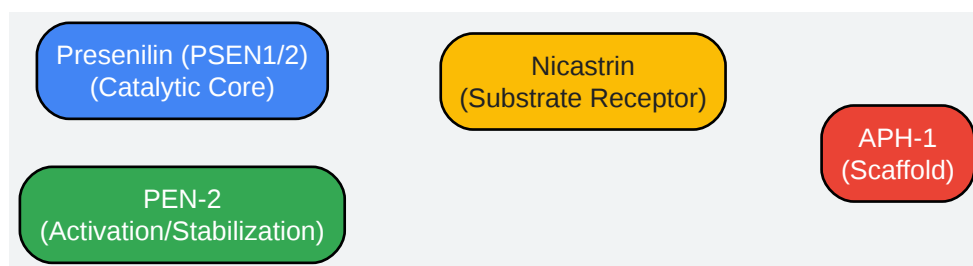 Presenilin (PSEN1/2)
(Catalytic Core)
Nicastrin
(Substrate Receptor)
APH-1
(Scaffold)
PEN-2
(Activation/Stabilization)